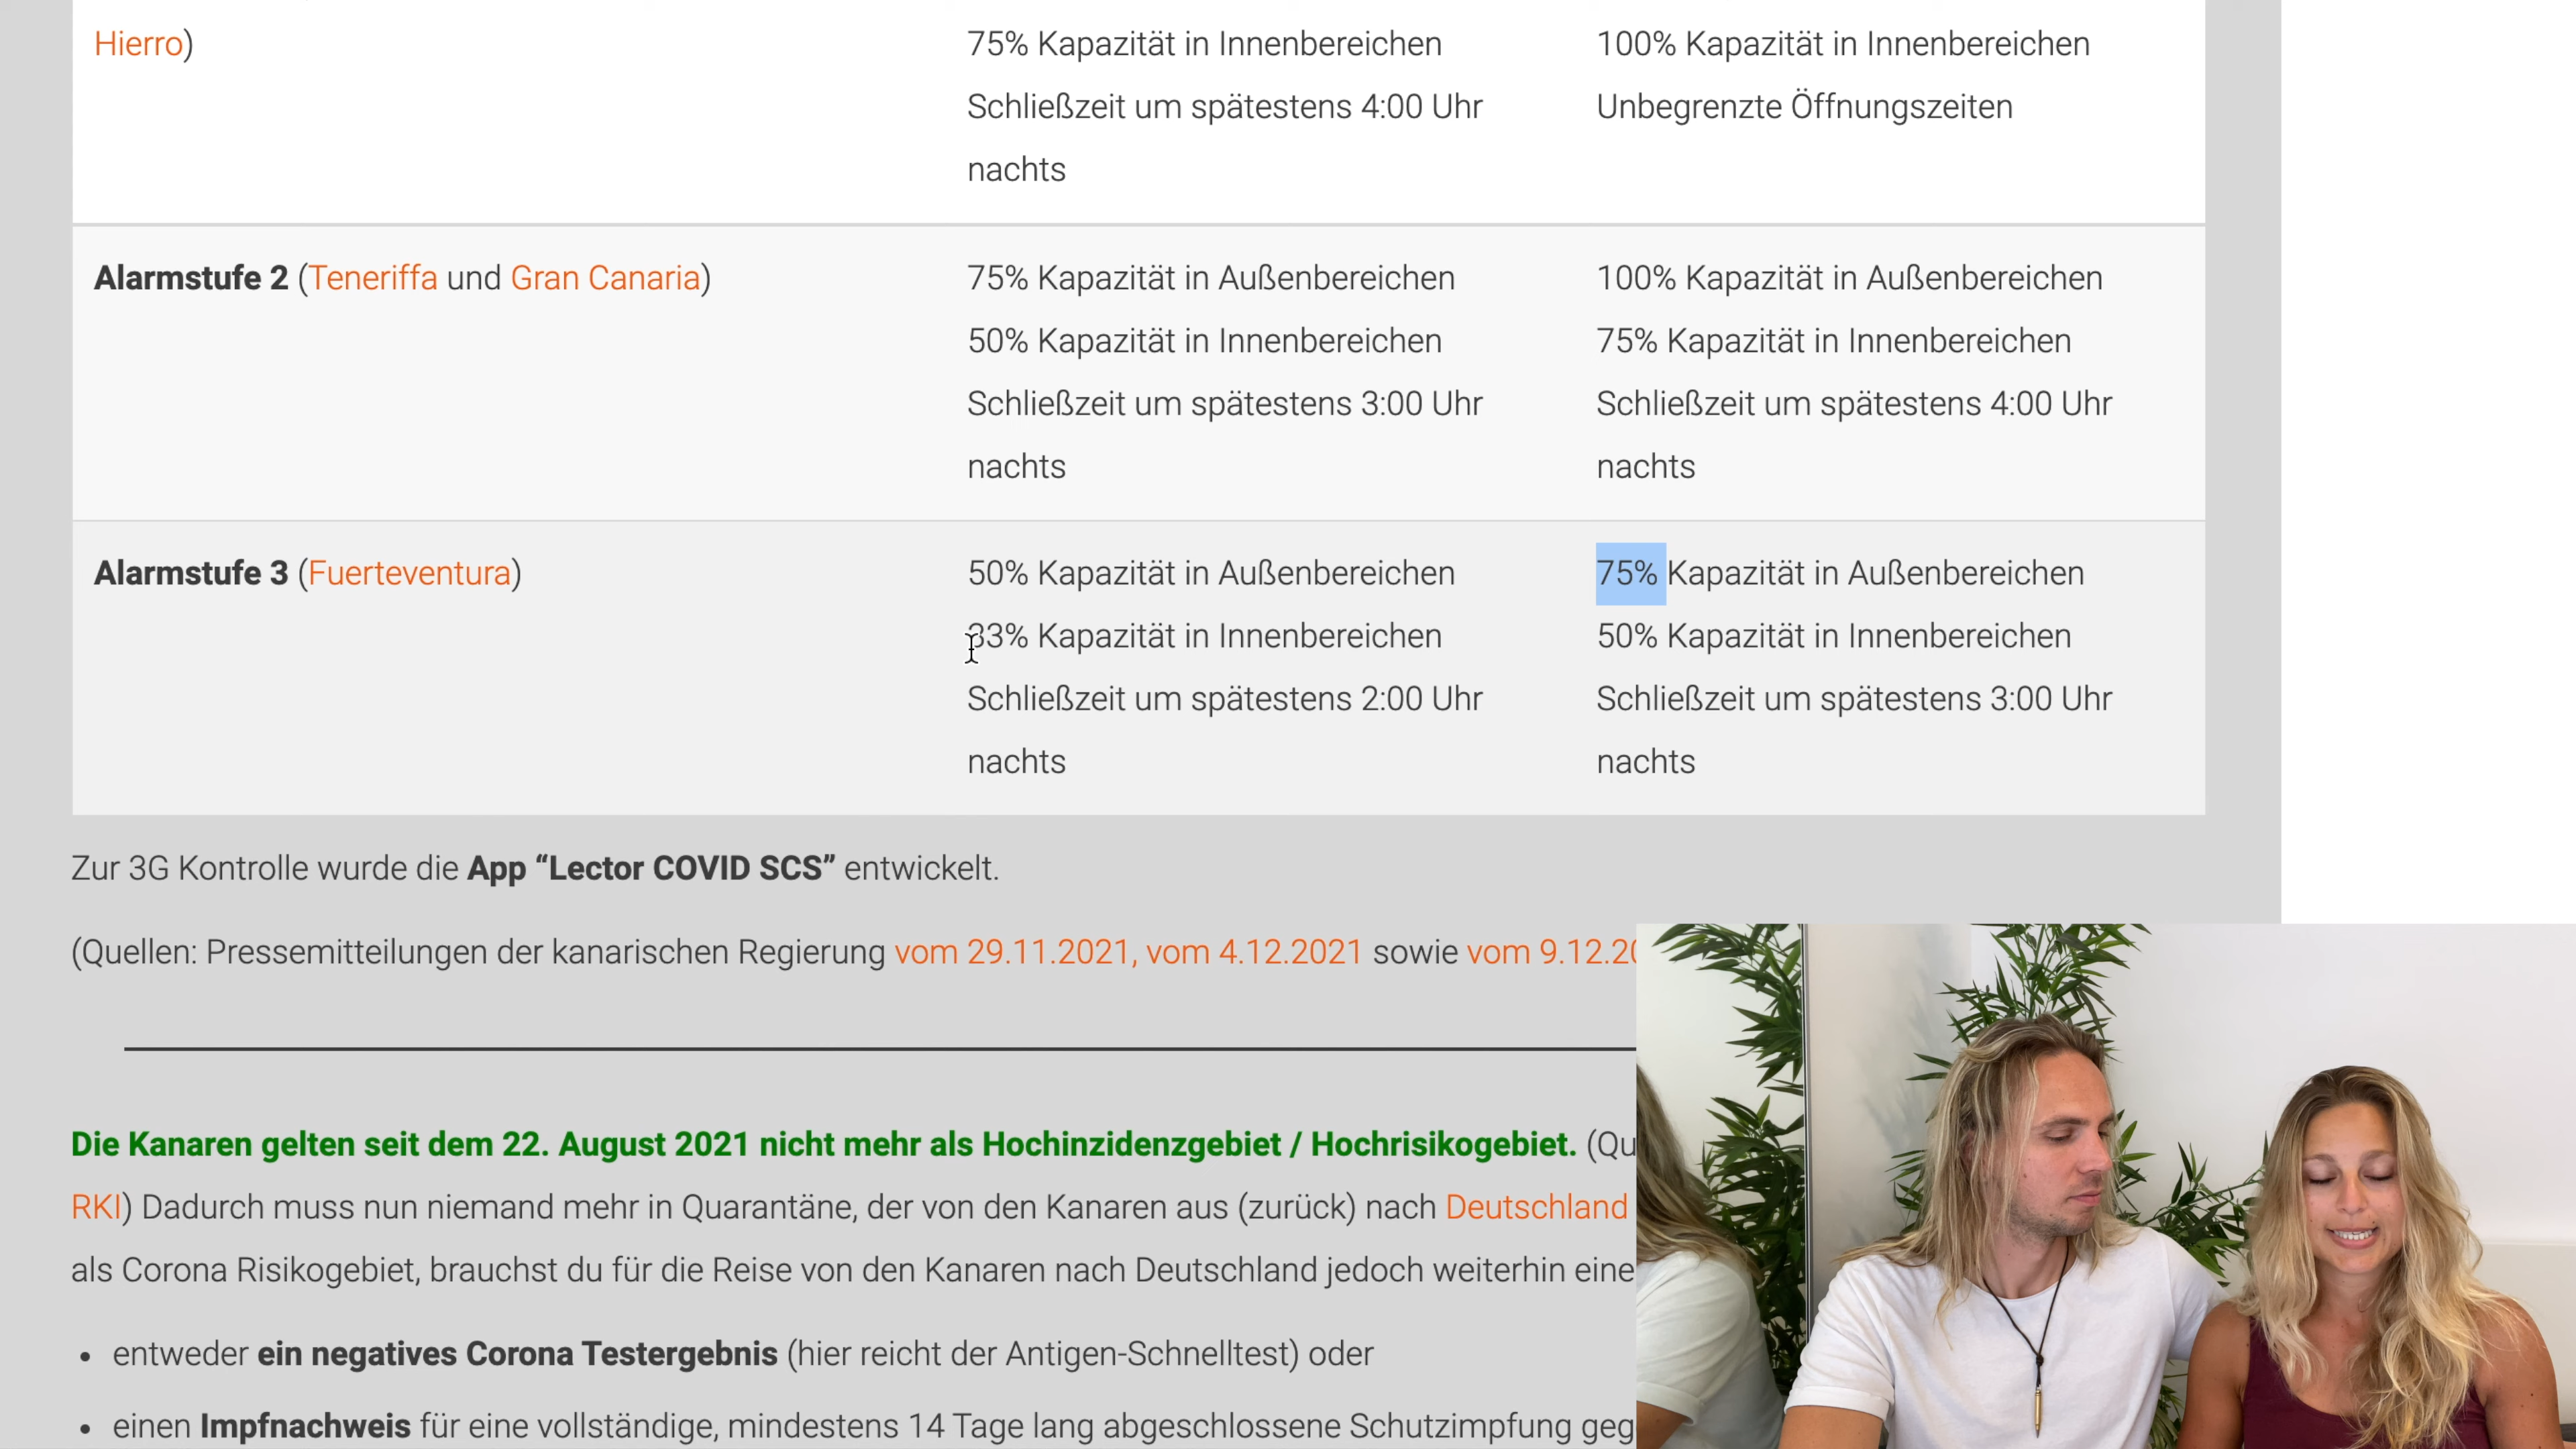 Hierro)
75% Kapazität in Innenbereichen
Schließzeit um spätestens 4:00 Uhr
nachts
100% Kapazität in Innenbereichen
Unbegrenzte Öffnungszeiten
Alarmstufe 2 (Teneriffa und Gran Canaria)
75% Kapazität in Außenbereichen
50% Kapazität in Innenbereichen
Schließzeit um spätestens 3:00 Uhr
nachts
100% Kapazität in Außenbereichen
75% Kapazität in Innenbereichen
Schließzeit um spätestens 4:00 Uhr
nachts
Alarmstufe 3 (Fuerteventura)
50% Kapazität in Außenbereichen
33% Kapazität in Innenbereichen
Schließzeit um spätestens 2:00 Uhr
nachts
75% Kapazität in Außenbereichen
50% Kapazität in Innenbereichen
Schließzeit um spätestens 3:00 Uhr
nachts
Zur 3G Kontrolle wurde die App “Lector COVID SCS” entwickelt.
(Quellen: Pressemitteilungen der kanarischen Regierung vom 29.11.2021, vom 4.12.2021 sowie vom 9.12.20
Die Kanaren gelten seit dem 22. August 2021 nicht mehr als Hochinzidenzgebiet / Hochrisikogebiet. (Qu
RKI) Dadurch muss nun niemand mehr in Quarantäne, der von den Kanaren aus (zurück) nach Deutschland
als Corona Risikogebiet, brauchst du für die Reise von den Kanaren nach Deutschland jedoch weiterhin eine
• entweder ein negatives Corona Testergebnis (hier reicht der Antigen-Schnelltest) oder
• einen Impfnachweis für eine vollständige, mindestens 14 Tage lang abgeschlossene Schutzimpfung geg